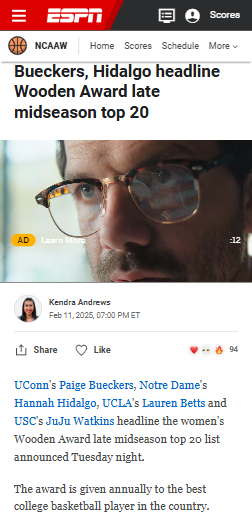 ESPN
Scores
NCAAW
Home Scores Schedule More
Bueckers, Hidalgo headline
Wooden Award late
midseason top 20
AD Learn More :12
Kendra Andrews
Feb 11, 2025, 07:00 PM ET
Share Like 94
UConn's Paige Bueckers, Notre Dame's
Hannah Hidalgo, UCLA's Lauren Betts and
USC's JuJu Watkins headline the women's
Wooden Award late midseason top 20 list
announced Tuesday night.
The award is given annually to the best
college basketball player in the country.